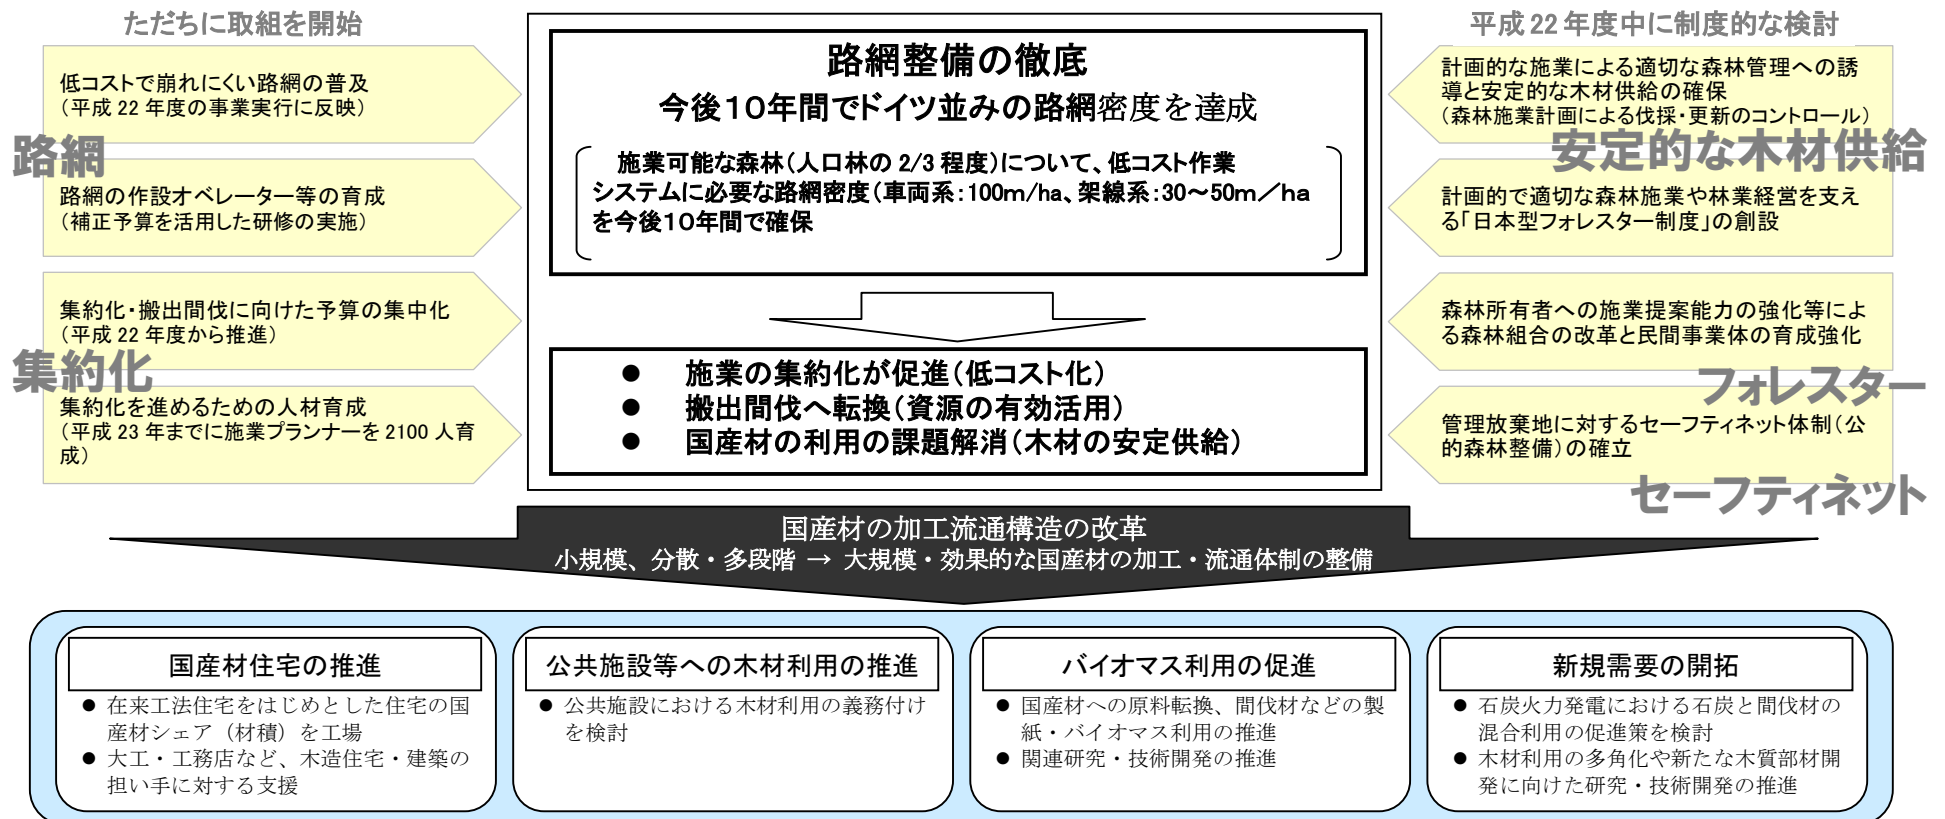 ただちに取組を開始
低コストで崩れにくい路網の普及
(平成 22 年度の事業実行に反映)
路網
路網の作設オペレーター等の育成
(補正予算を活用した研修の実施)
集約化・搬出間伐に向けた予算の集中化
(平成 22 年度から推進)
集約化
集約化を進めるための人材育成
(平成 23 年までに施業プランナーを 2100 人育
成)
路網整備の徹底
今後10年間でドイツ並みの路網密度を達成
施業可能な森林(人口林の 2/3 程度)について、低コスト作業
システムに必要な路網密度(車両系:100m/ha、架線系:30~50m/ha
を今後10年間で確保
● 施業の集約化が促進(低コスト化)
● 搬出間伐へ転換(資源の有効活用)
● 国産材の利用の課題解消(木材の安定供給)
平成 22 年度中に制度的な検討
計画的な施業による適切な森林管理への誘
導と安定的な木材供給の確保
(森林施業計画による伐採・更新のコントロール)
安定的な木材供給
計画的で適切な森林施業や林業経営を支え
る「日本型フォレスター制度」の創設
森林所有者への施業提案能力の強化等によ
る森林組合の改革と民間事業体の育成強化
フォレスター
管理放棄地に対するセーフティネット体制(公
的森林整備)の確立
セーフティネット
国産材の加工流通構造の改革
小規模、分散・多段階 → 大規模・効果的な国産材の加工・流通体制の整備
国産材住宅の推進
● 在来工法住宅をはじめとした住宅の国
産材シェア(材積)を工場
● 大工・工務店など、木造住宅・建築の
担い手に対する支援
公共施設等への木材利用の推進
● 公共施設における木材利用の義務付け
を検討
バイオマス利用の促進
● 国産材への原料転換、間伐材などの製
紙・バイオマス利用の推進
● 関連研究・技術開発の推進
新規需要の開拓
● 石炭火力発電における石炭と間伐材の
混合利用の促進策を検討
● 木材利用の多角化や新たな木質部材開
発に向けた研究・技術開発の推進